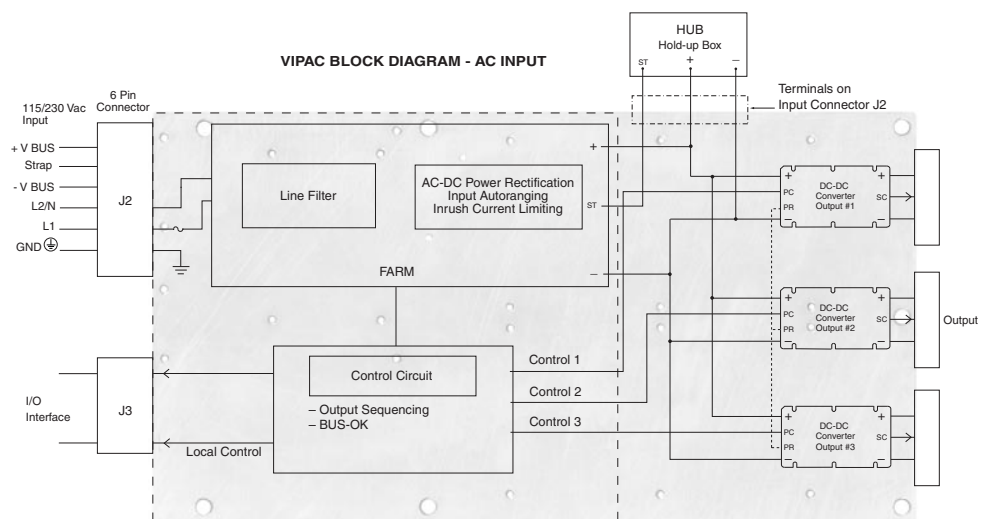 HUB
Hold-up Box
ST + –
VIPAC BLOCK DIAGRAM - AC INPUT
Terminals on
Input Connector J2
6 Pin
Connector
115/230 Vac
Input
+ V BUS
Strap
- V BUS
L2/N
L1
GND
J2
Line Filter
AC-DC Power Rectification
Input Autoranging
Inrush Current Limiting
+
ST
–
FARM
+ +
PC
PR
– –
SC
DC-DC
Converter
Output #1
+ +
PC
PR
– –
SC
DC-DC
Converter
Output #2
Output
+ +
PC
PR
– –
SC
DC-DC
Converter
Output #3
I/O
Interface
J3
Local Control
Control Circuit
– Output Sequencing
– BUS-OK
Control 1
Control 2
Control 3